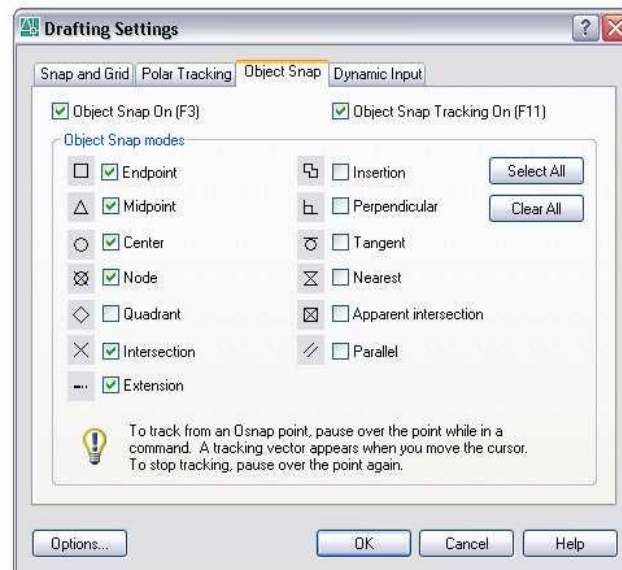 Drafting Settings
Snap and Grid Polar Tracking Object Snap Dynamic Input
Object Snap On (F3) Object Snap Tracking On (F11)
Object Snap modes
Endpoint Insertion Select All
Midpoint Perpendicular Clear All
Center Tangent
Node Nearest
Quadrant Apparent intersection
Intersection Parallel
Extension
To track from an Osnap point, pause over the point while in a
command. A tracking vector appears when you move the cursor.
To stop tracking, pause over the point again.
Options... OK Cancel Help